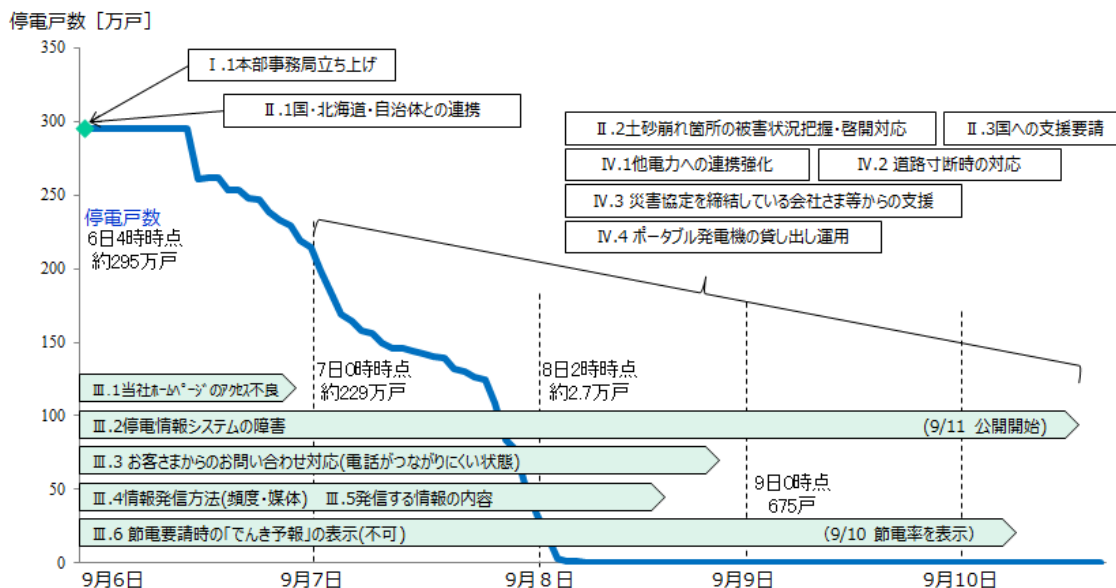 停電戸数 [万戸]
350
300
250
200
150
100
50
0
Ⅰ.1本部事務局立ち上げ
Ⅱ.1国・北海道・自治体との連携
Ⅱ.2土砂崩れ箇所の被害状況把握・啓開対応
Ⅱ.3国への支援要請
Ⅳ.1他電力への連携強化
Ⅳ.2 道路寸断時の対応
Ⅳ.3 災害協定を締結している会社さま等からの支援
Ⅳ.4 ポータブル発電機の貸し出し運用
停電戸数
6日4時時点
約295万戸
7日0時時点
約229万戸
8日2時時点
約2.7万戸
9日0時点
675戸
Ⅲ.1当社ホームページのアクセス不良
Ⅲ.2停電情報システムの障害 (9/11 公開開始)
Ⅲ.3 お客さまからのお問い合わせ対応(電話がつながりにくい状態)
Ⅲ.4情報発信方法(頻度・媒体) Ⅲ.5発信する情報の内容
Ⅲ.6 節電要請時の「でんき予報」の表示(不可) (9/10 節電率を表示)
9月6日 9月7日 9月8日 9月9日 9月10日